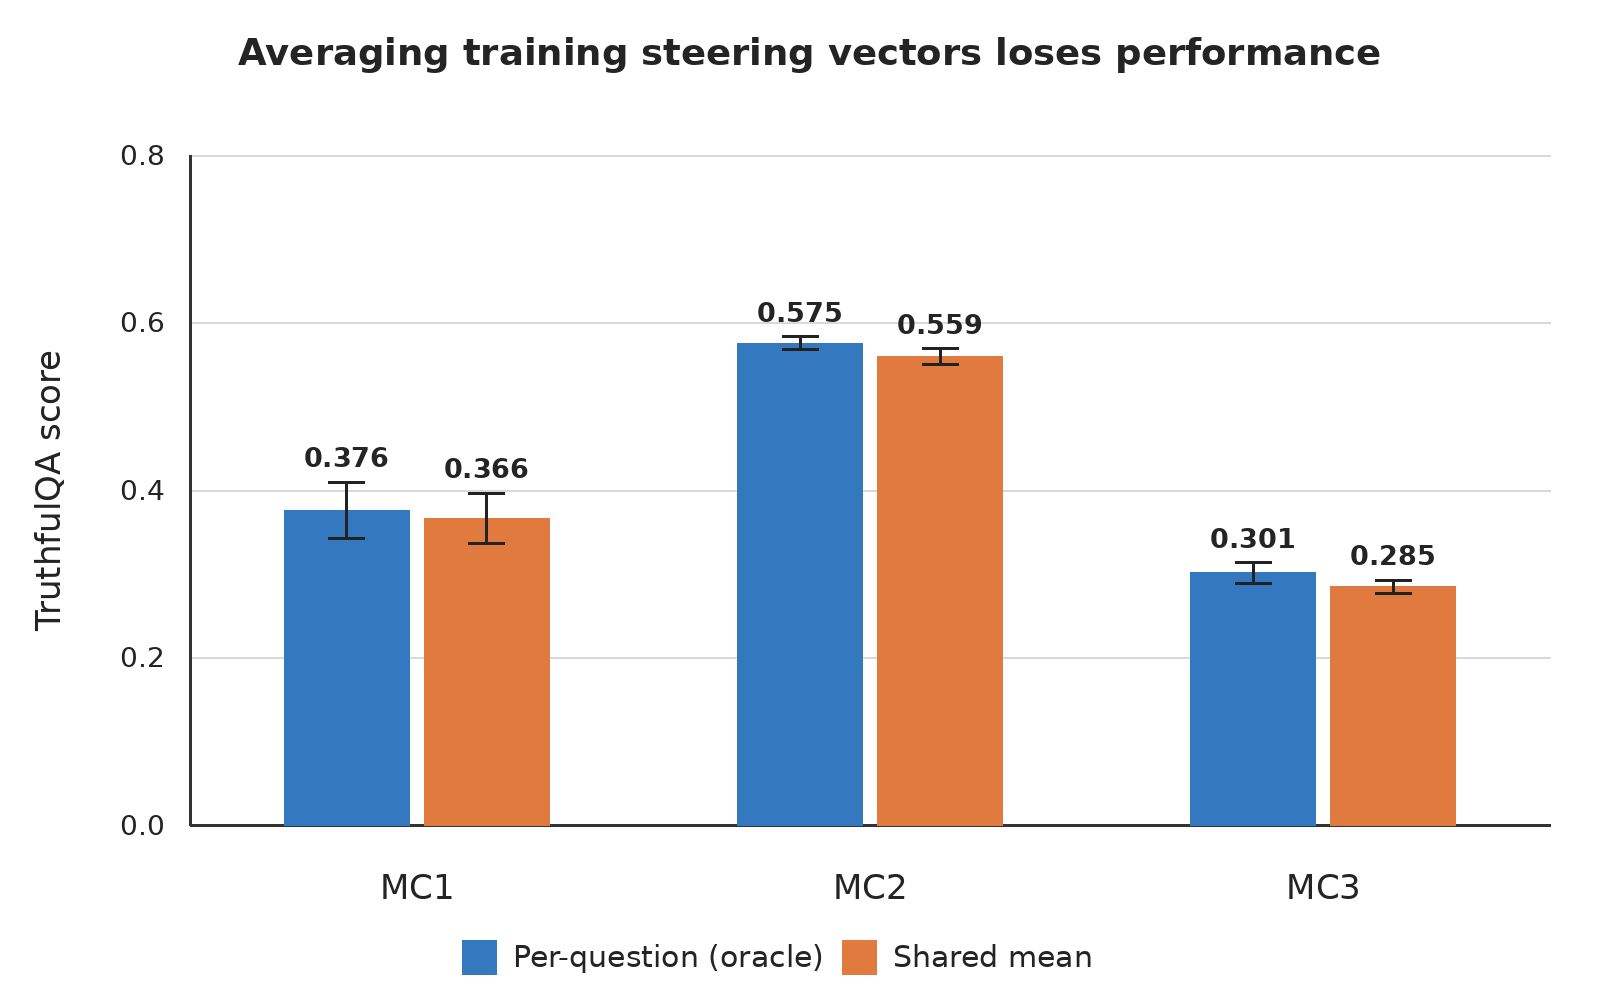 Averaging training steering vectors loses performance
TruthfulQA score
0.8
0.6
0.4
0.2
0.0
0.376
0.366
0.575
0.559
0.301
0.285
MC1
MC2
MC3
Per-question (oracle)
Shared mean